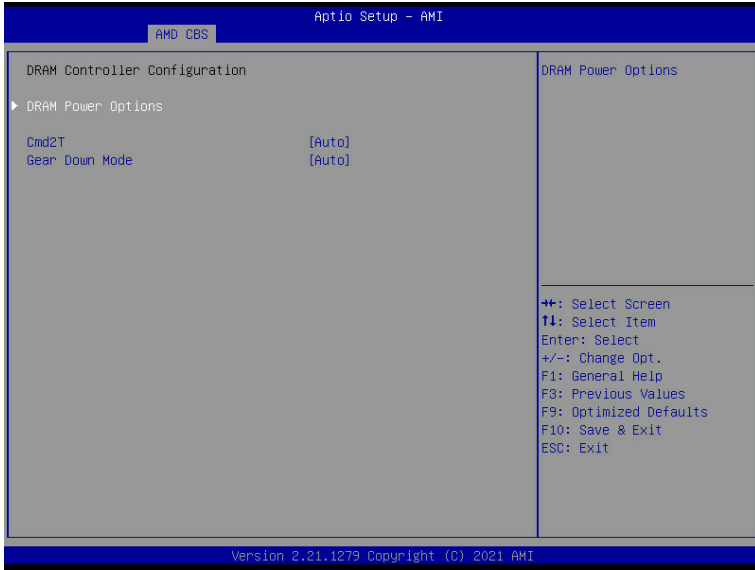 Aptio Setup – AMI
AMD CBS
DRAM Controller Configuration
DRAM Power Options
Cmd2T [Auto]
Gear Down Mode [Auto]
DRAM Power Options
→←: Select Screen
↑↓: Select Item
Enter: Select
+/-: Change Opt.
F1: General Help
F3: Previous Values
F9: Optimized Defaults
F10: Save & Exit
ESC: Exit
Version 2.21.1279 Copyright (C) 2021 AMI